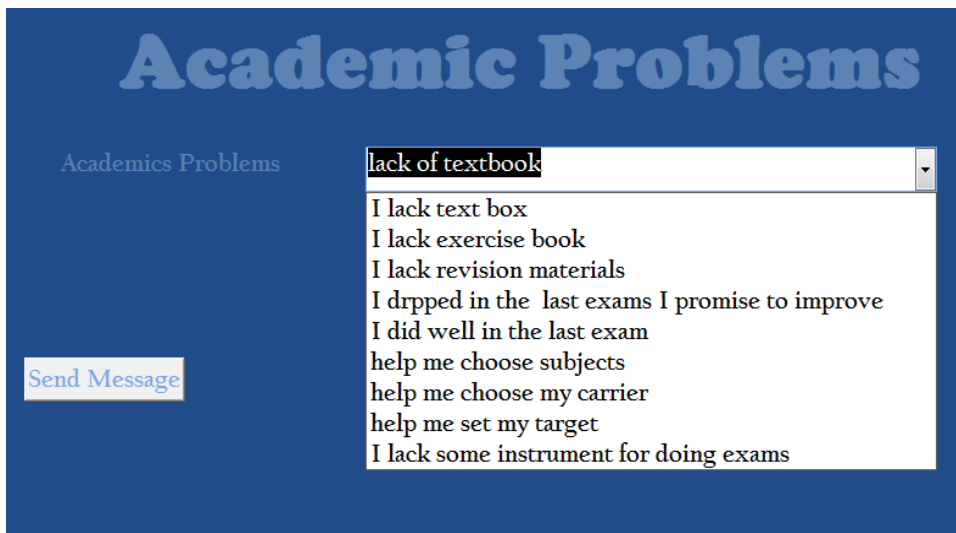 Academic Problems
Academics Problems
lack of textbook
I lack text box
I lack exercise book
I lack revision materials
I drpped in the  last exams I promise to improve
I did well in the last exam
help me choose subjects
help me choose my carrier
help me set my target
I lack some instrument for doing exams
Send Message